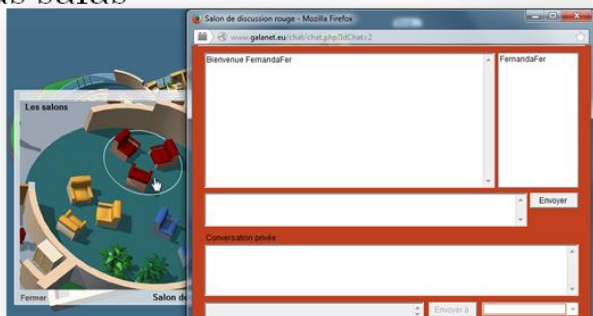 Salon de discussion rouge - Mozilla Firefox
www.galanet.eu/chat/chat.php?IdChat=2
Bienvenue FernandaFer
FernandaFer
Les salons
Envoyer
Conversation privée :
Fermer
Salon de
Envoyer à